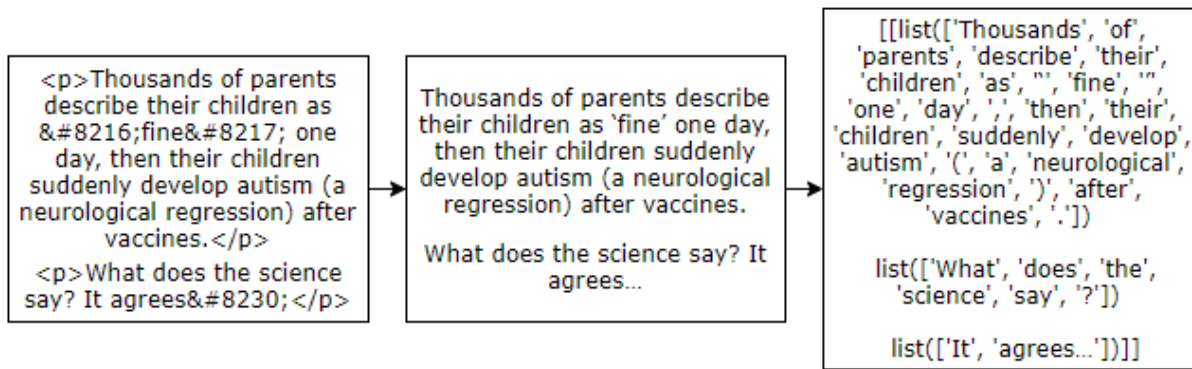 <p>Thousands of parents
describe their children as
&#8216;fine&#8217; one
day, then their children
suddenly develop autism (a
neurological regression) after
vaccines.</p>
<p>What does the science
say? It agrees&#8230;</p>
Thousands of parents describe
their children as ‘fine’ one day,
then their children suddenly
develop autism (a neurological
regression) after vaccines.
What does the science say? It
agrees…
[[list(['Thousands', 'of',
'parents', 'describe', 'their',
'children', 'as', '‘', 'fine', '’',
'one', 'day', ',', 'then', 'their',
'children', 'suddenly', 'develop',
'autism', '(', 'a', 'neurological',
'regression', ')', 'after',
'vaccines', '.'])
list(['What', 'does', 'the',
'science', 'say', '?'])
list(['It', 'agrees…'])]]